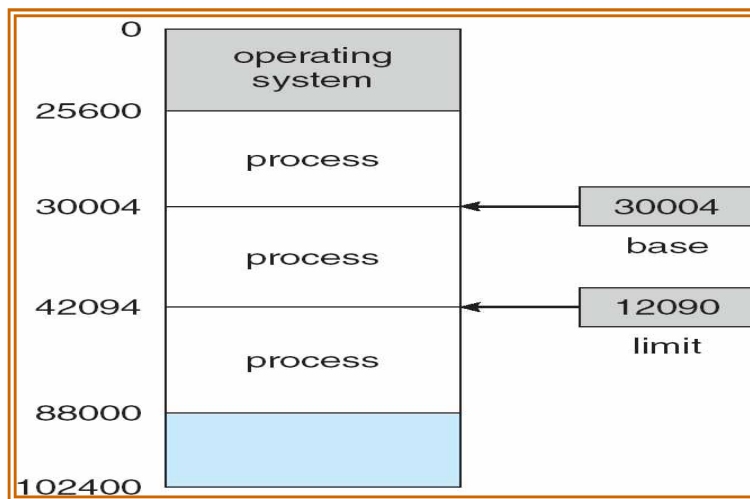 0
operating
system
25600
process
30004
30004
base
process
42094
12090
limit
process
88000
102400